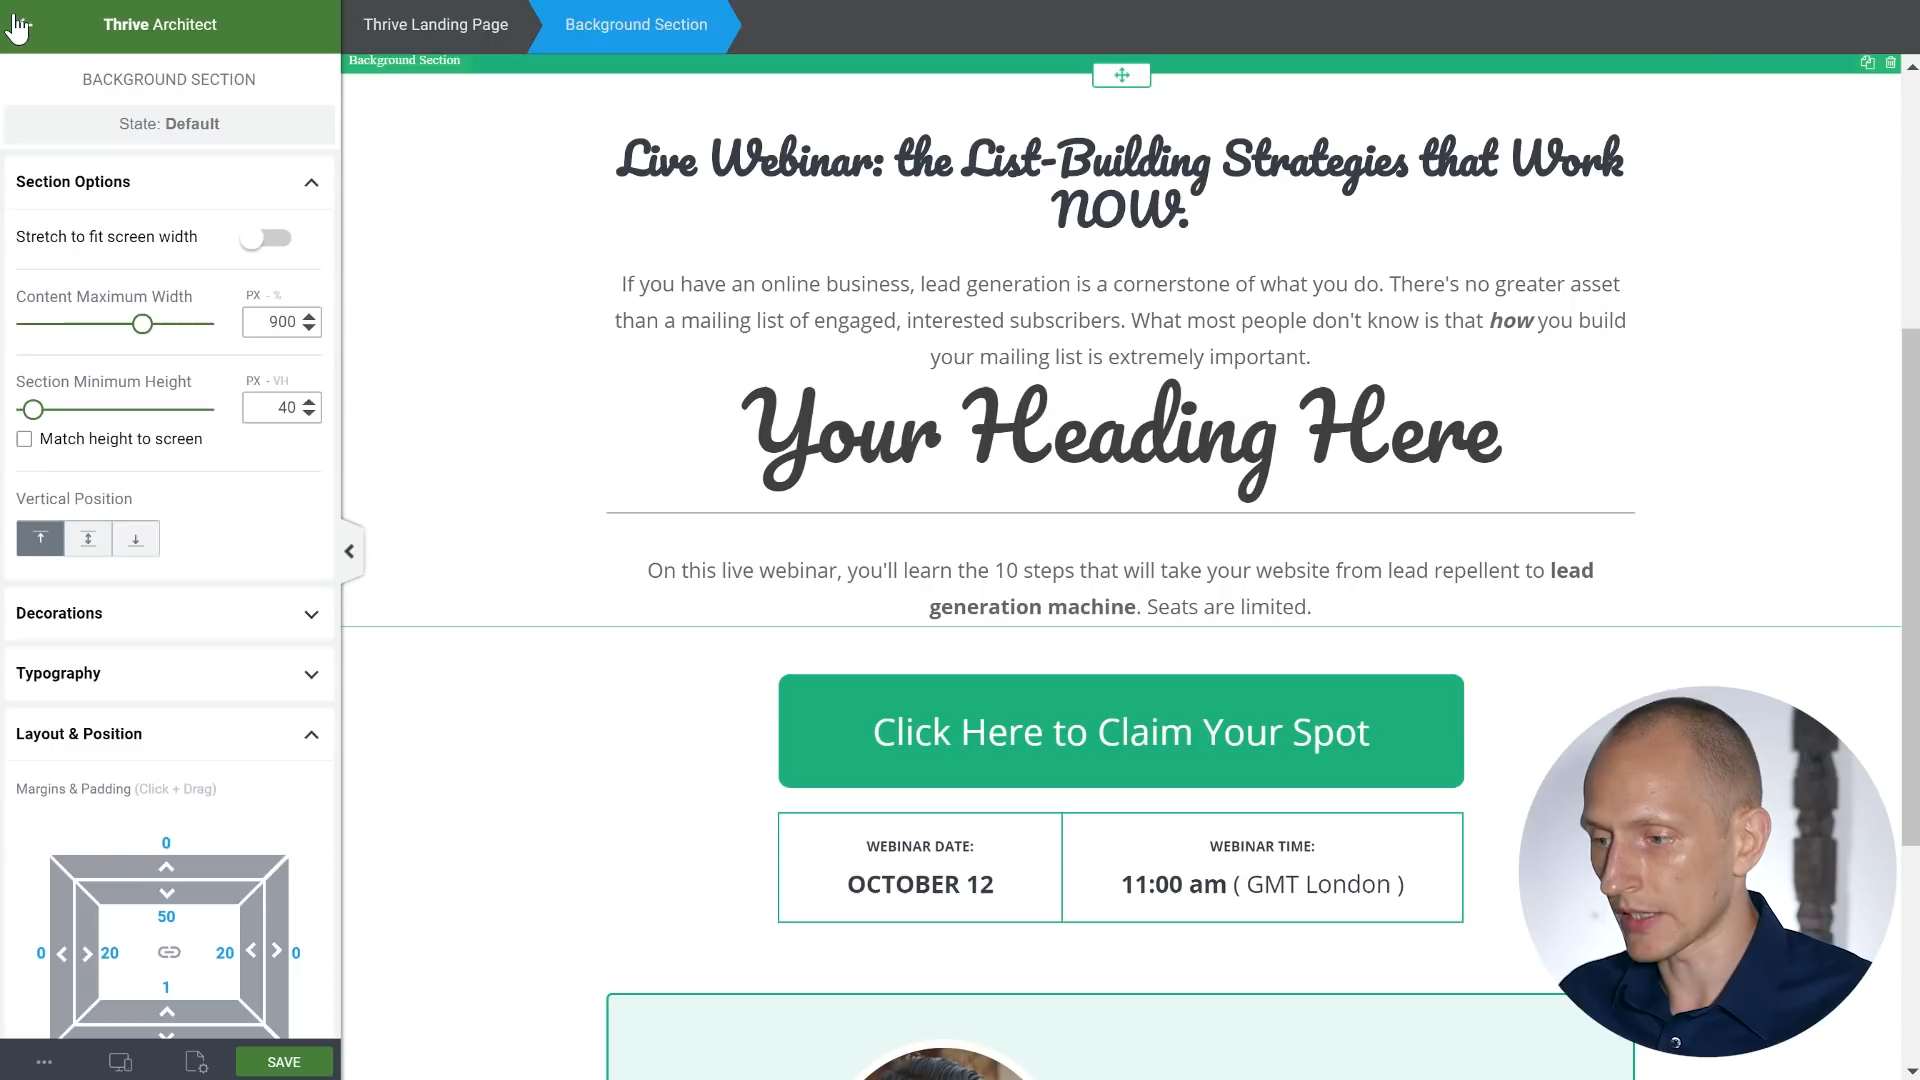 Thrive Architect
Thrive Landing Page
Background Section
BACKGROUND SECTION
State: Default
Section Options
Stretch to fit screen width
Content Maximum Width
PX - %
900
Section Minimum Height
PX - VH
40
Match height to screen
Vertical Position
Decorations
Typography
Layout & Position
Margins & Padding (Click + Drag)
0
50
0
20
20
0
1
SAVE
Background Section
Live Webinar: the List-Building Strategies that Work
NOW.
If you have an online business, lead generation is a cornerstone of what you do. There's no greater asset
than a mailing list of engaged, interested subscribers. What most people don't know is that how you build
your mailing list is extremely important.
Your Heading Here
On this live webinar, you'll learn the 10 steps that will take your website from lead repellent to lead
generation machine. Seats are limited.
Click Here to Claim Your Spot
WEBINAR DATE:
OCTOBER 12
WEBINAR TIME:
11:00 am ( GMT London )